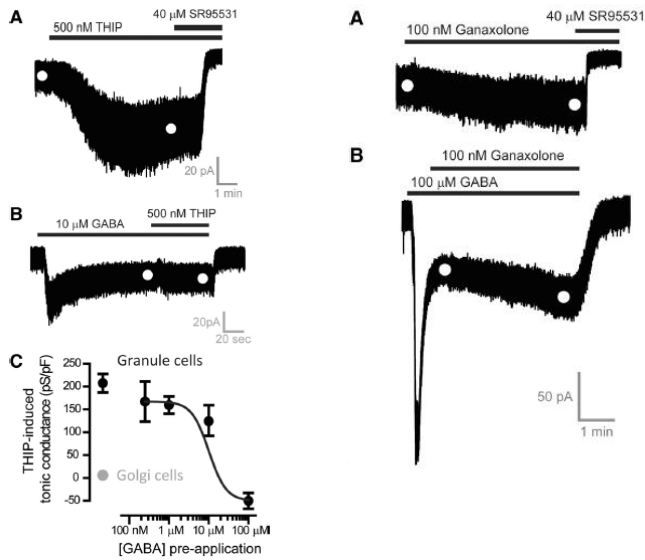 A
40 μM SR95531
500 nM THIP
20 pA
1 min
B
500 nM THIP
10 μM GABA
20pA
20 sec
C
Granule cells
THIP-induced
tonic conductance (pS/pF)
250
200
150
100
50
0
-50
Golgi cells
100 nM
1 μM
10 μM
100 μM
[GABA] pre-application
A
40 μM SR95531
100 nM Ganaxolone
B
100 nM Ganaxolone
100 μM GABA
50 pA
1 min